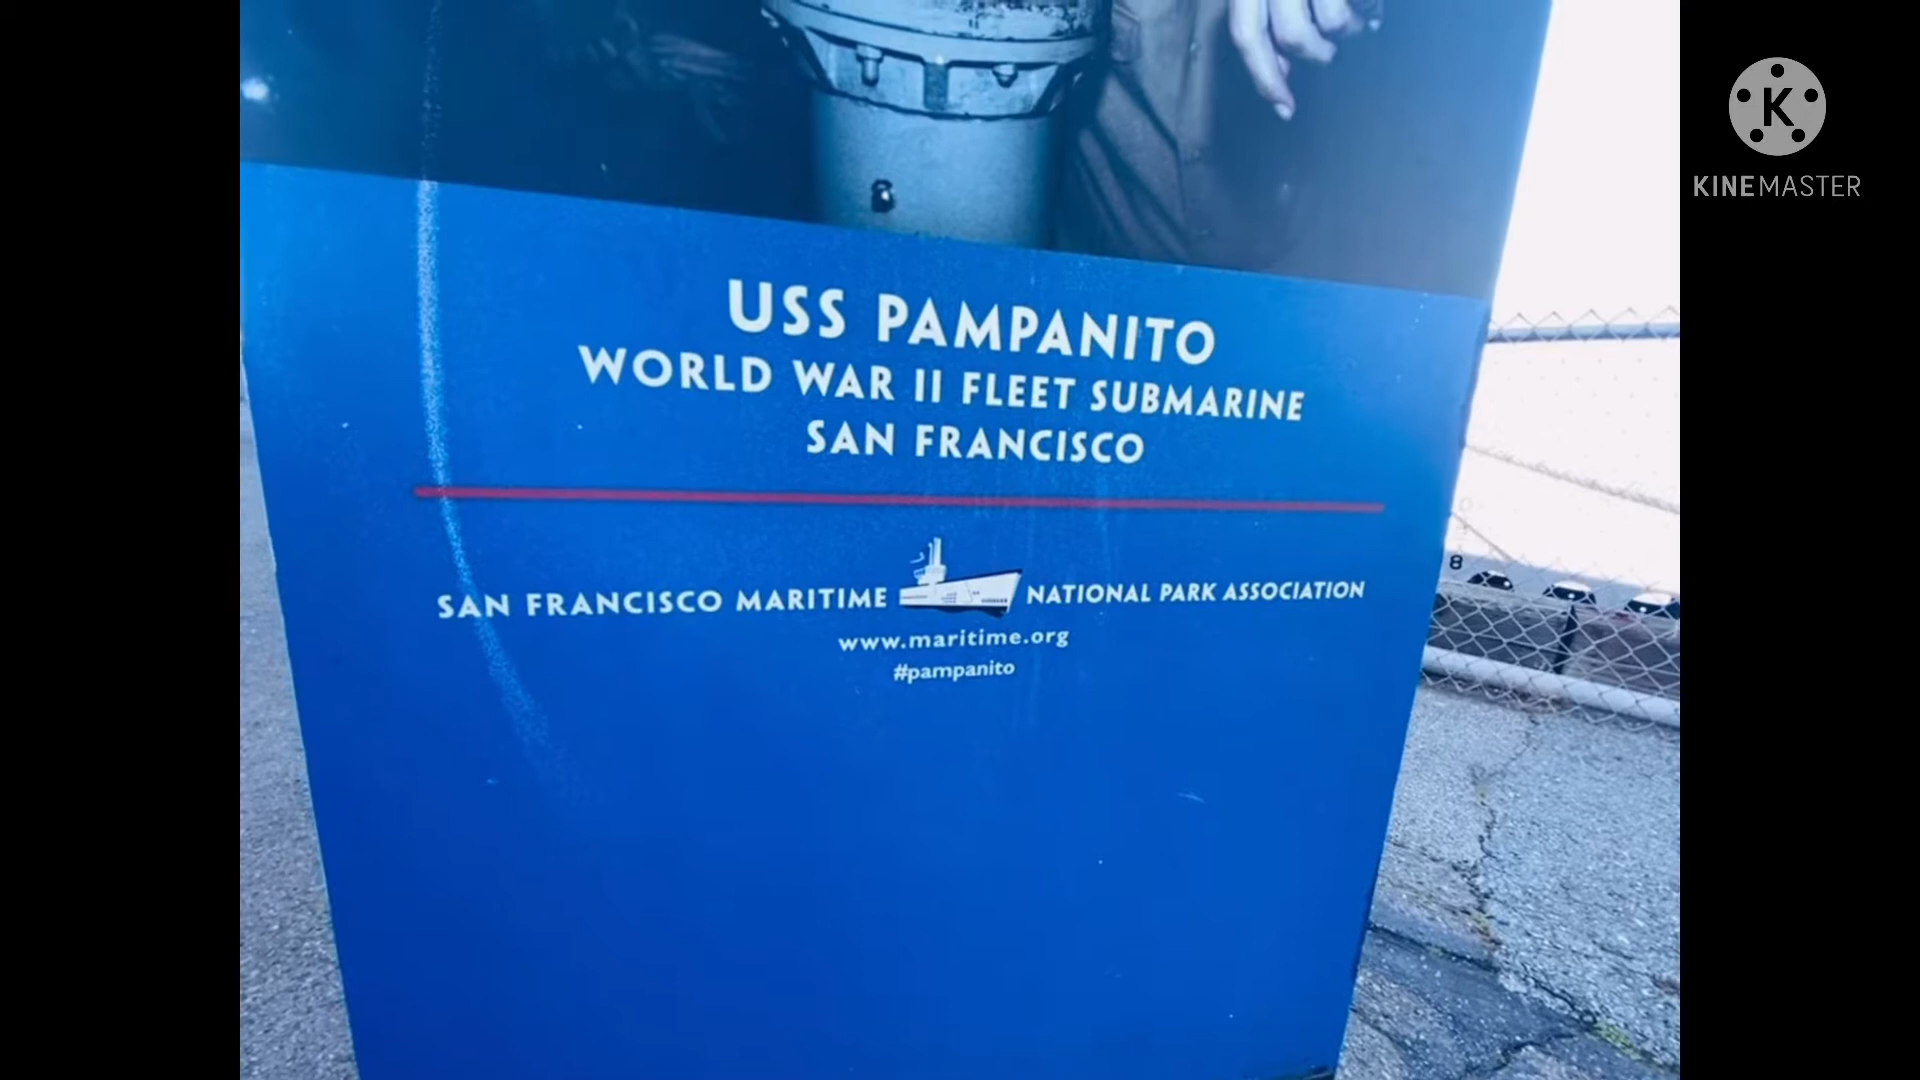 K
KINEMASTER
USS PAMPANITO
WORLD WAR II FLEET SUBMARINE
SAN FRANCISCO
SAN FRANCISCO MARITIME NATIONAL PARK ASSOCIATION
www.maritime.org
#pampanito
8